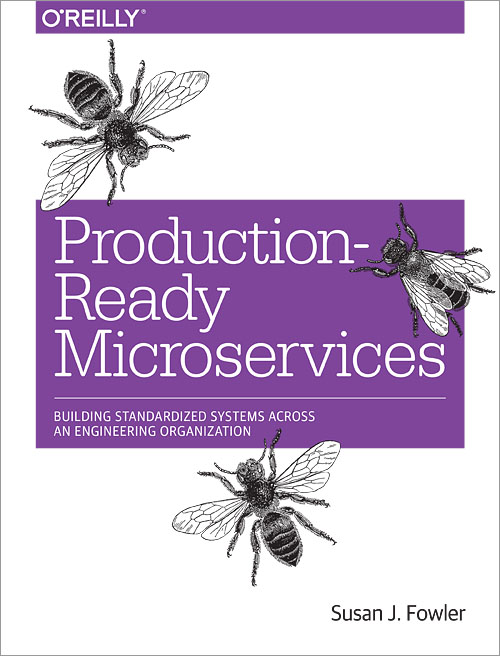 O'REILLY®
Production-
Ready
Microservices
BUILDING STANDARDIZED SYSTEMS ACROSS
AN ENGINEERING ORGANIZATION
Susan J. Fowler